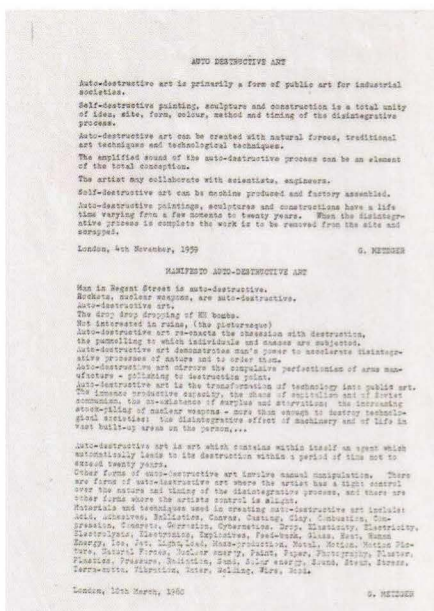 AUTO DESTRUCTIVE ART
Auto-destructive art is primarily a form of public art for industrial
societies.
Self-destructive painting, sculpture and construction is a total unity
of idea, site, form, colour, method and timing of the disintegrative
process.
Auto-destructive art can be created with natural forces, traditional
art techniques and technological techniques.
The amplified sound of the auto-destructive process can be an element
of the total conception.
The artist may collaborate with scientists, engineers.
Self-destructive art can be machine produced and factory assembled.
Auto-destructive paintings, sculptures and constructions have a life
time varying from a few moments to twenty years. When the disintegr-
ative process is complete the work is to be removed from the site and
scrapped.
London, 4th November, 1959 G. METZGER
MANIFESTO AUTO-DESTRUCTIVE ART
Man in Regent Street is auto-destructive.
Rockets, nuclear weapons, are auto-destructive.
Auto-destructive art.
The drop drop dropping of HH bombs.
Not interested in ruins, (the picturesque)
Auto-destructive art re-enacts the obsession with destruction,
the pummelling to which individuals and masses are subjected.
Auto-destructive art demonstrates man's power to accelerate disintegr-
ative processes of nature and to order them.
Auto-destructive art mirrors the compulsive perfectionism of arms man-
ufacture - polishing to destruction point.
Auto-destructive art is the transformation of technology into public art.
The immense productive capacity, the chaos of capitalism and of Soviet
communism, the co-existence of surplus and starvation; the increasing
stock-piling of nuclear weapons - more than enough to destroy technolo-
gical societies; the disintegrative effect of machinery and of life in
vast built-up areas on the person,...
Auto-destructive art is art which contains within itself an agent which
automatically leads to its destruction within a period of time not to
exceed twenty years.
Other forms of auto-destructive art involve manual manipulation. There
are forms of auto-destructive art where the artist has a tight control
over the nature and timing of the disintegrative process, and there are
other forms where the artists control is slight.
Materials and techniques used in creating auto-destructive art include:
Acid, Adhesives, Ballistics, Canvas, Casting, Clay, Combustion, Com-
pression, Concrete, Corrosion, Cybernetics, Drop, Elasticity, Electricity,
Electrolysis, Electronics, Explosives, Feed-back, Glass, Heat, Human
Energy, Ice, Jet, Light, Load, Mass-production, Metal, Motion, Motion Pic-
ture, Natural Forces, Nuclear energy, Paint, Paper, Photography, Plaster,
Plastics, Pressure, Radiation, Sand, Solar energy, Sound, Steam, Stress,
Terra-cotta, Vibration, Water, Welding, Wire, Wood.
London, 10th March, 1960 G. METZGER